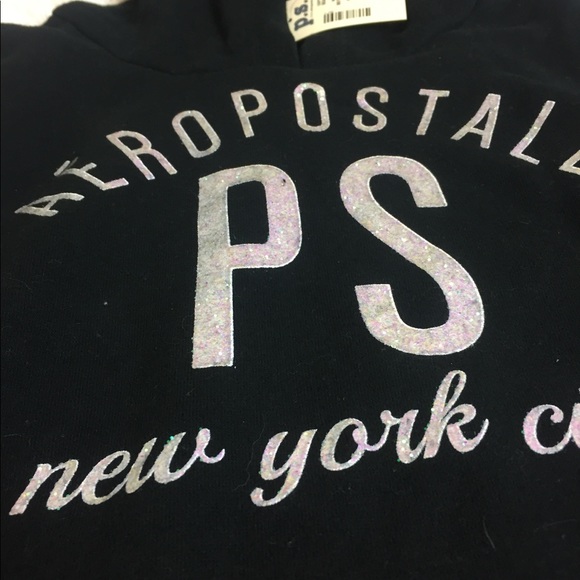 p.s.
AEROPOSTALE
PS
new york c